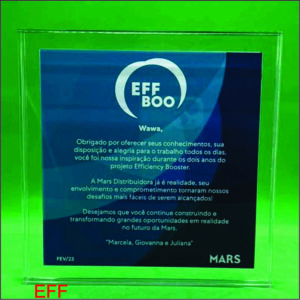 EFF
BOO
Wawa,
Obrigado por oferecer seus conhecimentos, sua
disposição e alegria para o trabalho todos os dias,
você foi nossa inspiração durante os dois anos do
projeto Efficiency Booster.
A Mars Distribuidora já é realidade, seu
envolvimento e comprometimento tornaram nossos
desafios mais fáceis de serem alcançados!
Desejamos que você continue construindo e
transformando grandes oportunidades em realidade
no futuro da Mars.
"Marcela, Giovanna e Juliana"
FEV/23
MARS
EFF